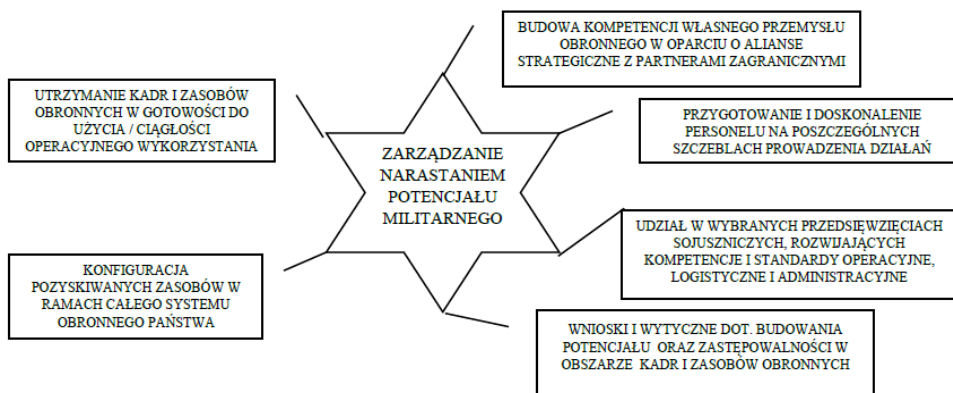 BUDOWA KOMPETENCJI WŁASNEGO PRZEMYSŁU
OBRONNEGO W OPARCIU O ALIANSE
STRATEGICZNE Z PARTNERAMI ZAGRANICZNYMI
UTRZYMANIE KADR I ZASOBÓW
OBRONNYCH W GOTOWOŚCI DO
UŻYCIA / CIĄGŁOŚCI
OPERACYJNEGO WYKORZYSTANIA
PRZYGOTOWANIE I DOSKONALENIE
PERSONELU NA POSZCZEGÓLNYCH
SZCZEBLACH PROWADZENIA DZIAŁAŃ
ZARZĄDZANIE
NARASTANIEM
POTENCJAŁU
MILITARNEGO
UDZIAŁ W WYBRANYCH PRZEDSIĘWZIĘCIACH
SOJUSZNICZYCH, ROZWIJAJĄCYCH
KOMPETENCJE I STANDARDY OPERACYJNE,
LOGISTYCZNE I ADMINISTRACYJNE
KONFIGURACJA
POZYSKIWANYCH ZASOBÓW W
RAMACH CAŁEGO SYSTEMU
OBRONNEGO PAŃSTWA
WNIOSKI I WYTYCZNE DOT. BUDOWANIA
POTENCJAŁU ORAZ ZASTĘPOWALNOŚCI W
OBSZARZE KADR I ZASOBÓW OBRONNYCH